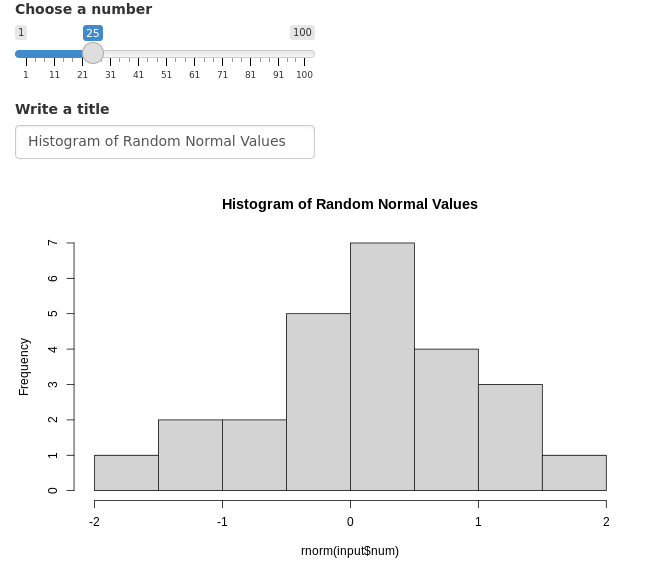 Choose a number
1 25 100
1 11 21 31 41 51 61 71 81 91 100
Write a title
Histogram of Random Normal Values
Histogram of Random Normal Values
7
6
5
4
3
2
1
0
Frequency
-2 -1 0 1 2
rnorm(input$num)